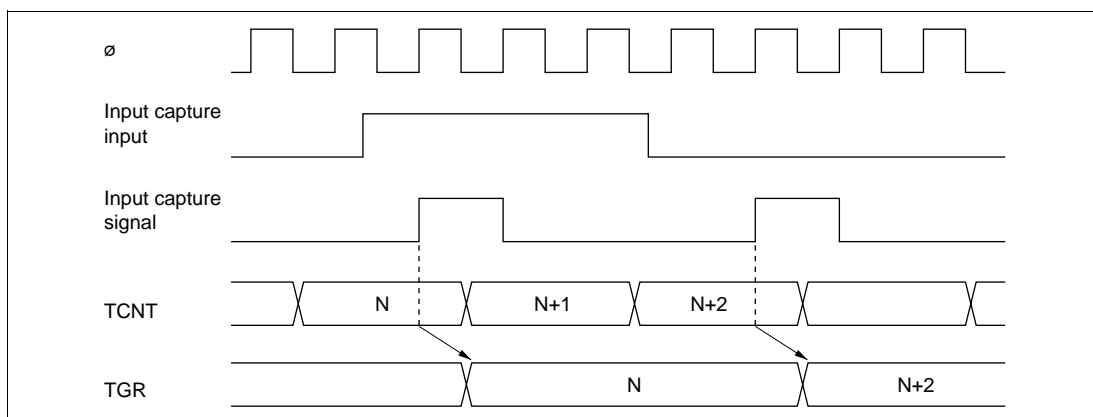 ø
Input capture
input
Input capture
signal
TCNT
N
N+1
N+2
TGR
N
N+2